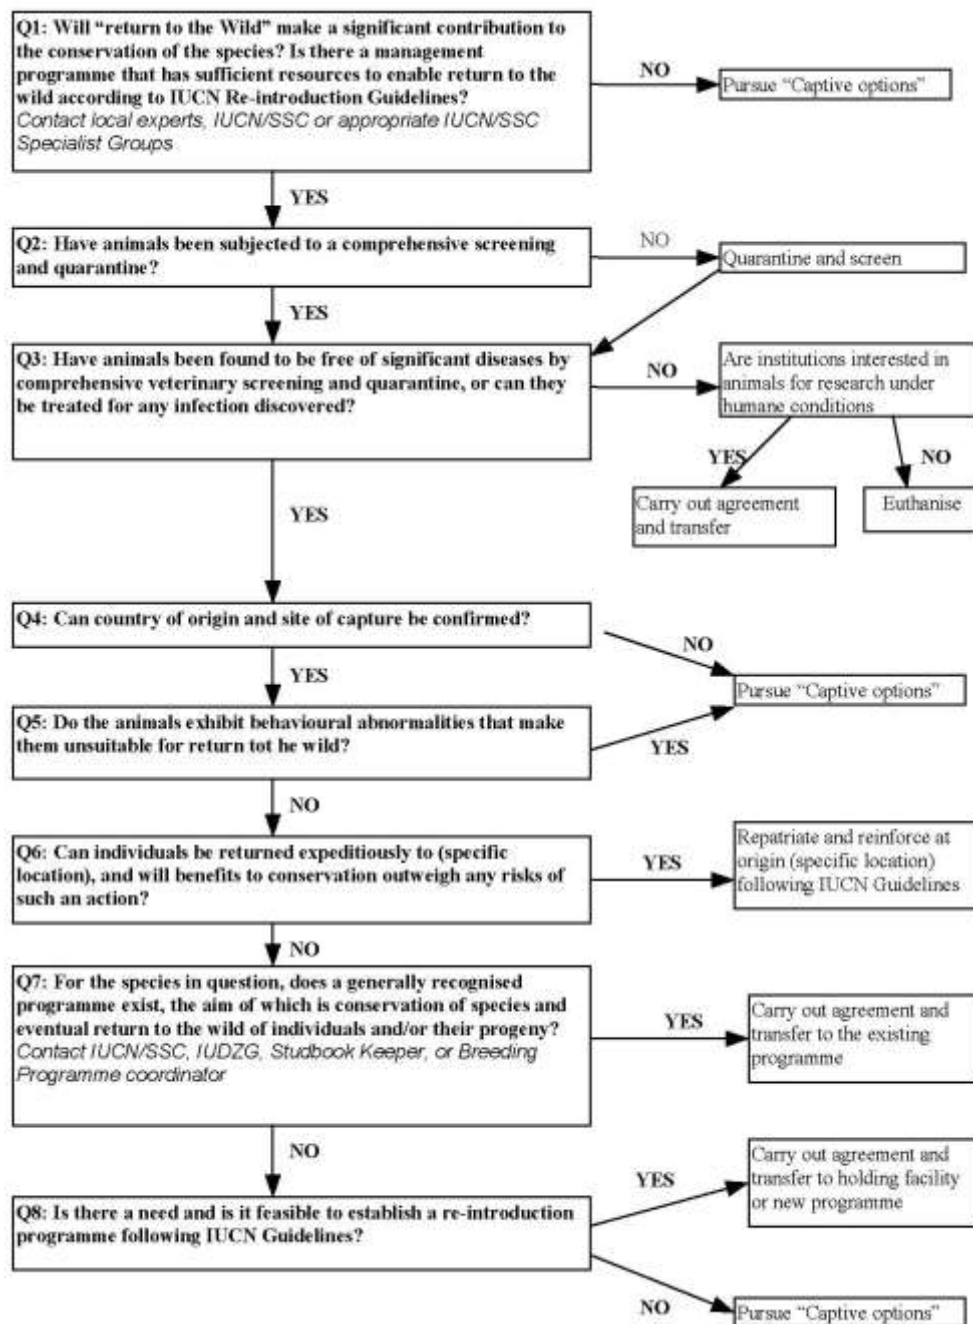 Q1: Will “return to the Wild” make a significant contribution to
the conservation of the species? Is there a management
programme that has sufficient resources to enable return to the
wild according to IUCN Re-introduction Guidelines?
Contact local experts, IUCN/SSC or appropriate IUCN/SSC
Specialist Groups
NO
Pursue “Captive options”
YES
Q2: Have animals been subjected to a comprehensive screening
and quarantine?
NO
Quarantine and screen
YES
Q3: Have animals been found to be free of significant diseases by
comprehensive veterinary screening and quarantine, or can they
be treated for any infection discovered?
NO
Are institutions interested in
animals for research under
humane conditions
YES
NO
Carry out agreement
and transfer
Euthanise
YES
Q4: Can country of origin and site of capture be confirmed?
NO
Pursue “Captive options”
YES
Q5: Do the animals exhibit behavioural abnormalities that make
them unsuitable for return tot he wild?
YES
NO
Q6: Can individuals be returned expeditiously to (specific
location), and will benefits to conservation outweigh any risks of
such an action?
YES
Repatriate and reinforce at
origin (specific location)
following IUCN Guidelines
NO
Q7: For the species in question, does a generally recognised
programme exist, the aim of which is conservation of species and
eventual return to the wild of individuals and/or their progeny?
Contact IUCN/SSC, IUDZG, Studbook Keeper, or Breeding
Programme coordinator
YES
Carry out agreement and
transfer to the existing
programme
NO
Q8: Is there a need and is it feasible to establish a re-introduction
programme following IUCN Guidelines?
YES
Carry out agreement and
transfer to holding facility
or new programme
NO
Pursue “Captive options”